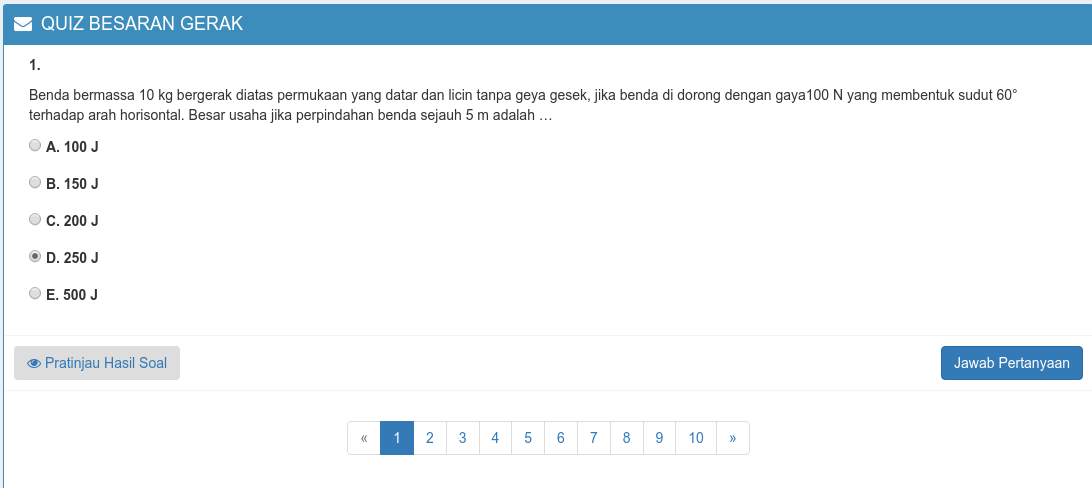 QUIZ BESARAN GERAK
1.
Benda bermassa 10 kg bergerak diatas permukaan yang datar dan licin tanpa geya gesek, jika benda di dorong dengan gaya100 N yang membentuk sudut 60°
terhadap arah horisontal. Besar usaha jika perpindahan benda sejauh 5 m adalah …
A. 100 J
B. 150 J
C. 200 J
D. 250 J
E. 500 J
Pratinjau Hasil Soal
Jawab Pertanyaan
« 1 2 3 4 5 6 7 8 9 10 »